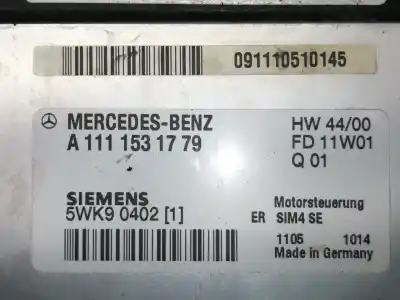 091110510145
MERCEDES-BENZ
A 111 153 17 79
HW 44/00
FD 11W01
Q 01
SIEMENS
5WK9 0402 [1]
Motorsteuerung
ER SIM4 SE
1105 1014
Made in Germany